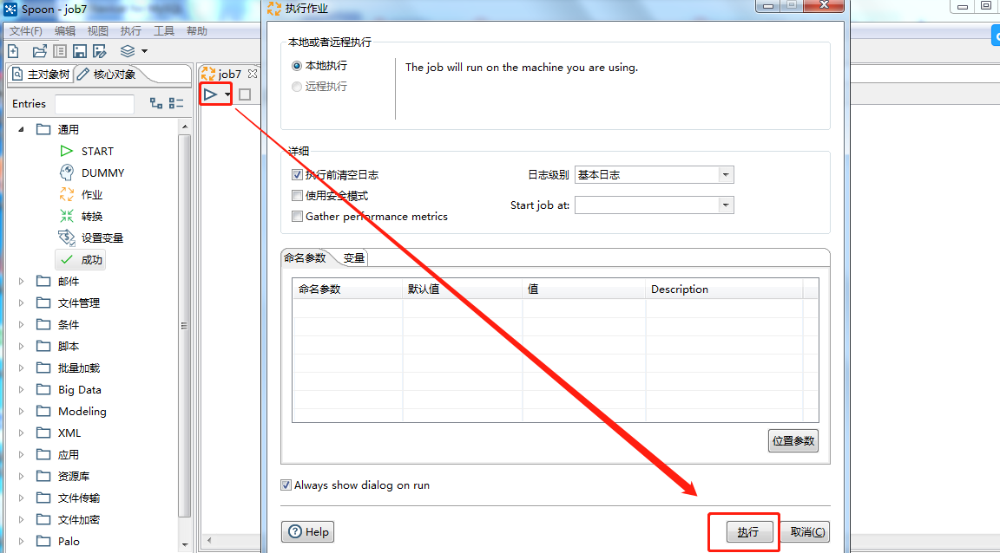 Spoon - job7
文件(F) 编辑 视图 执行 工具 帮助
主对象树 核心对象
Entries
通用
START
DUMMY
作业
转换
设置变量
成功
邮件
文件管理
条件
脚本
批量加载
Big Data
Modeling
XML
应用
资源库
文件传输
文件加密
Palo
job7
执行作业
本地或者远程执行
本地执行
The job will run on the machine you are using.
远程执行
详细
执行前清空日志
日志级别 基本日志
使用安全模式
Start job at:
Gather performance metrics
命名参数 变量
命名参数 默认值 值 Description
位置参数
Always show dialog on run
Help
执行
取消(C)